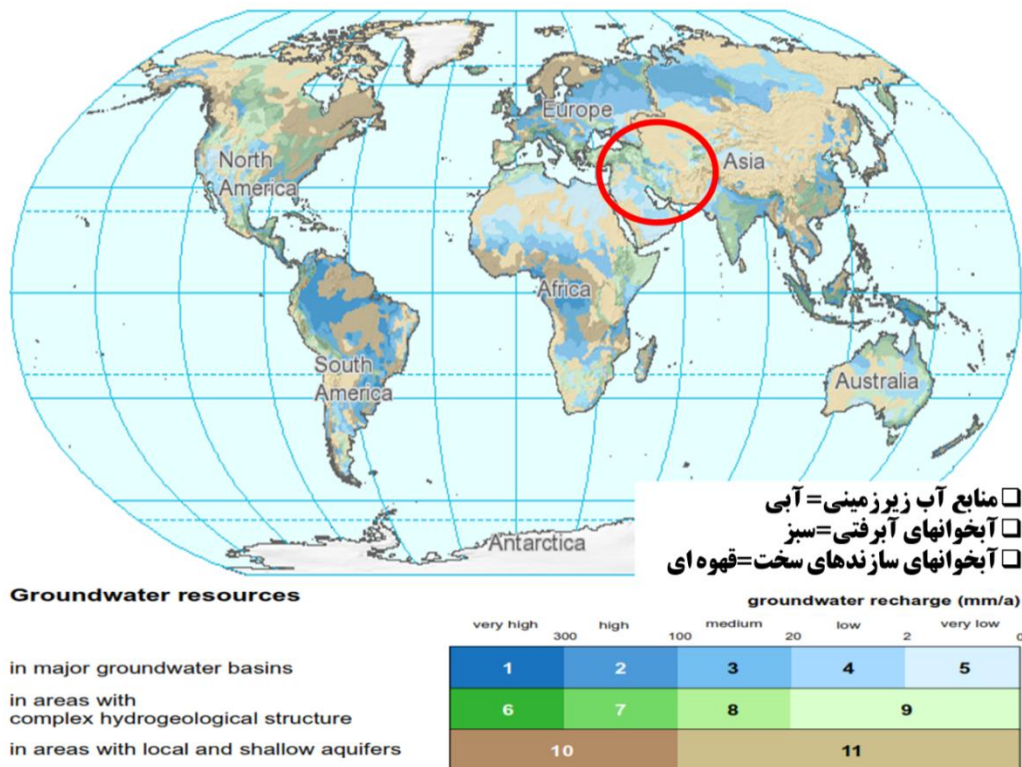 Europe
North
America
Asia
Africa
South
America
Australia
Antarctica
منابع آب زیرزمینی=آبی
آبخوانهای آبرفتی=سبز
آبخوانهای سازندهای سخت=قهوه ای
Groundwater resources
groundwater recharge (mm/a)
very high 300 high 100 medium 20 low 2 very low 0
in major groundwater basins 1 2 3 4 5
in areas with
complex hydrogeological structure 6 7 8 9
in areas with local and shallow aquifers 10 11